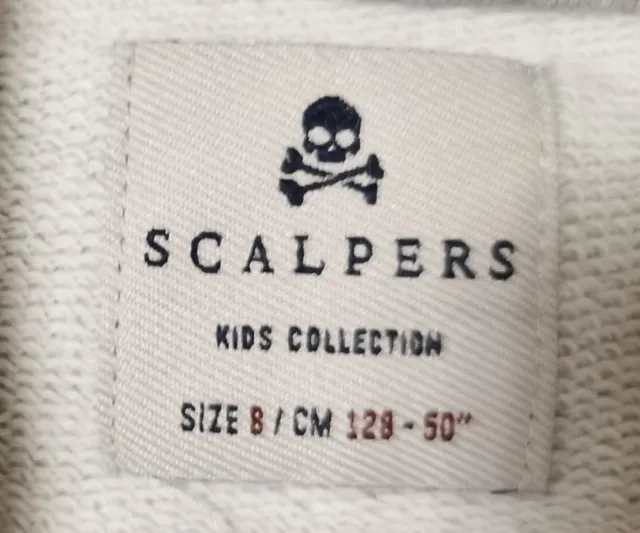 SCALPERS
KIDS COLLECTION
SIZE 8 / CM 128 - 50"